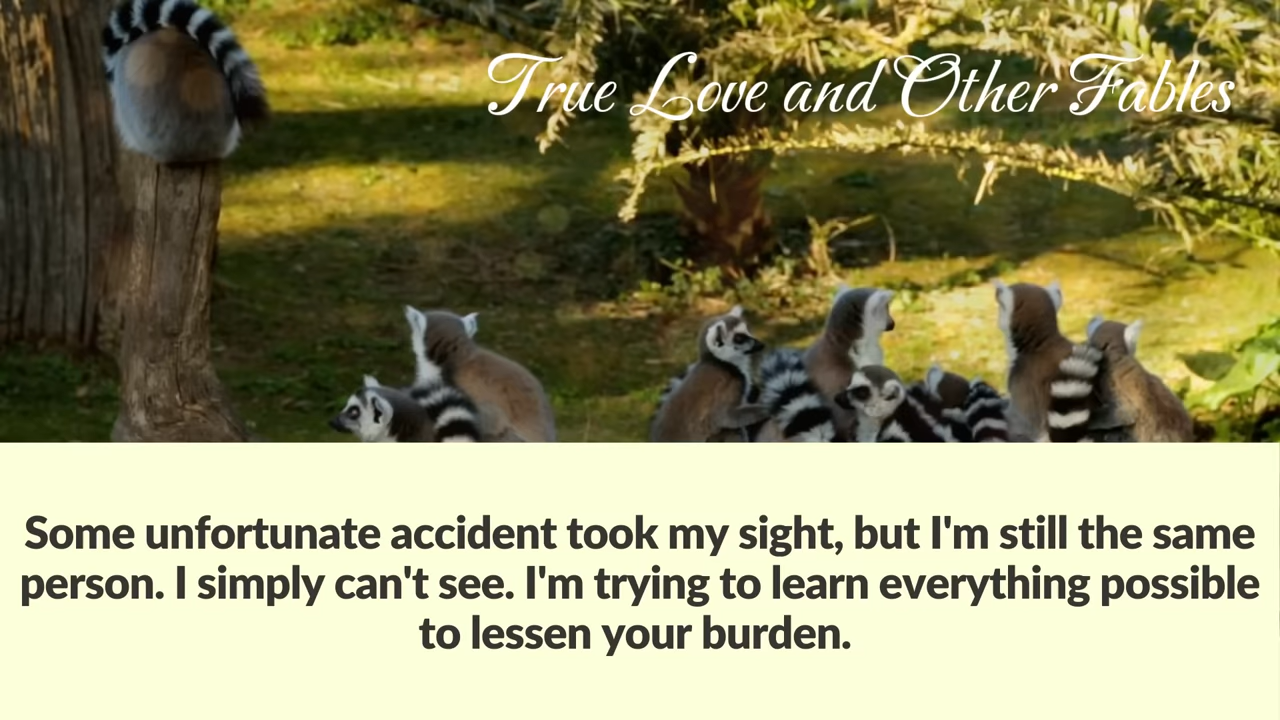 True Love and Other Fables
Some unfortunate accident took my sight, but I'm still the same
person. I simply can't see. I'm trying to learn everything possible
to lessen your burden.